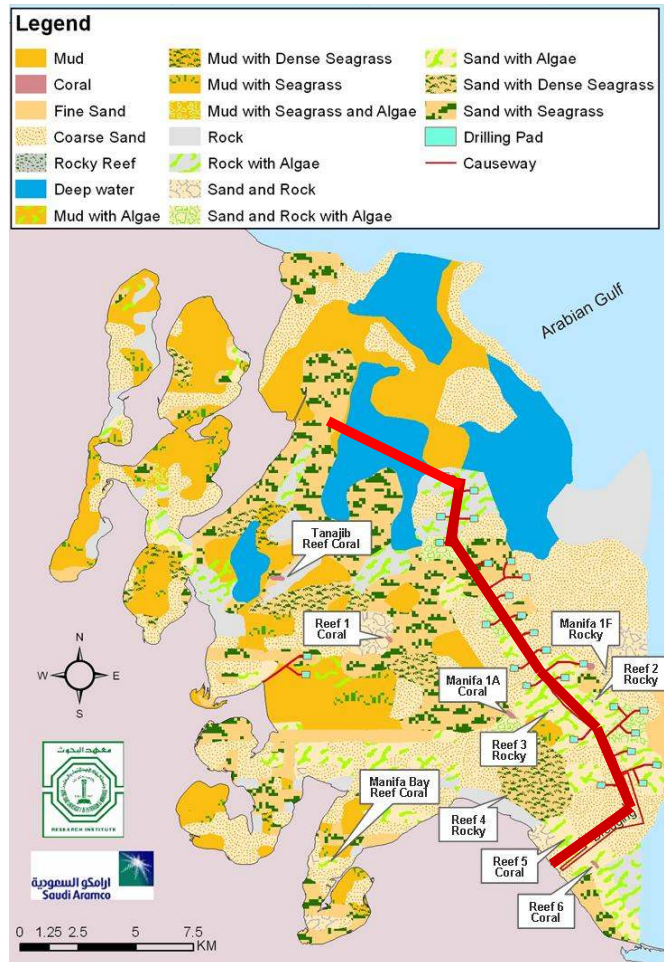 Legend
Mud
Coral
Fine Sand
Coarse Sand
Rocky Reef
Deep water
Mud with Algae
Mud with Dense Seagrass
Mud with Seagrass
Mud with Seagrass and Algae
Rock
Rock with Algae
Sand and Rock
Sand and Rock with Algae
Sand with Algae
Sand with Dense Seagrass
Sand with Seagrass
Drilling Pad
Causeway
Arabian Gulf
Tanajib
Reef Coral
Reef 1
Coral
Manifa 1F
Rocky
Reef 2
Rocky
Manifa 1A
Coral
Reef 3
Rocky
Manifa Bay
Reef Coral
Reef 4
Rocky
Reef 5
Coral
Reef 6
Coral
N
W
E
S
معهد البحوث
RESEARCH INSTITUTE
أرامكو السعودية
Saudi Aramco
0 1.25 2.5 5 7.5
KM